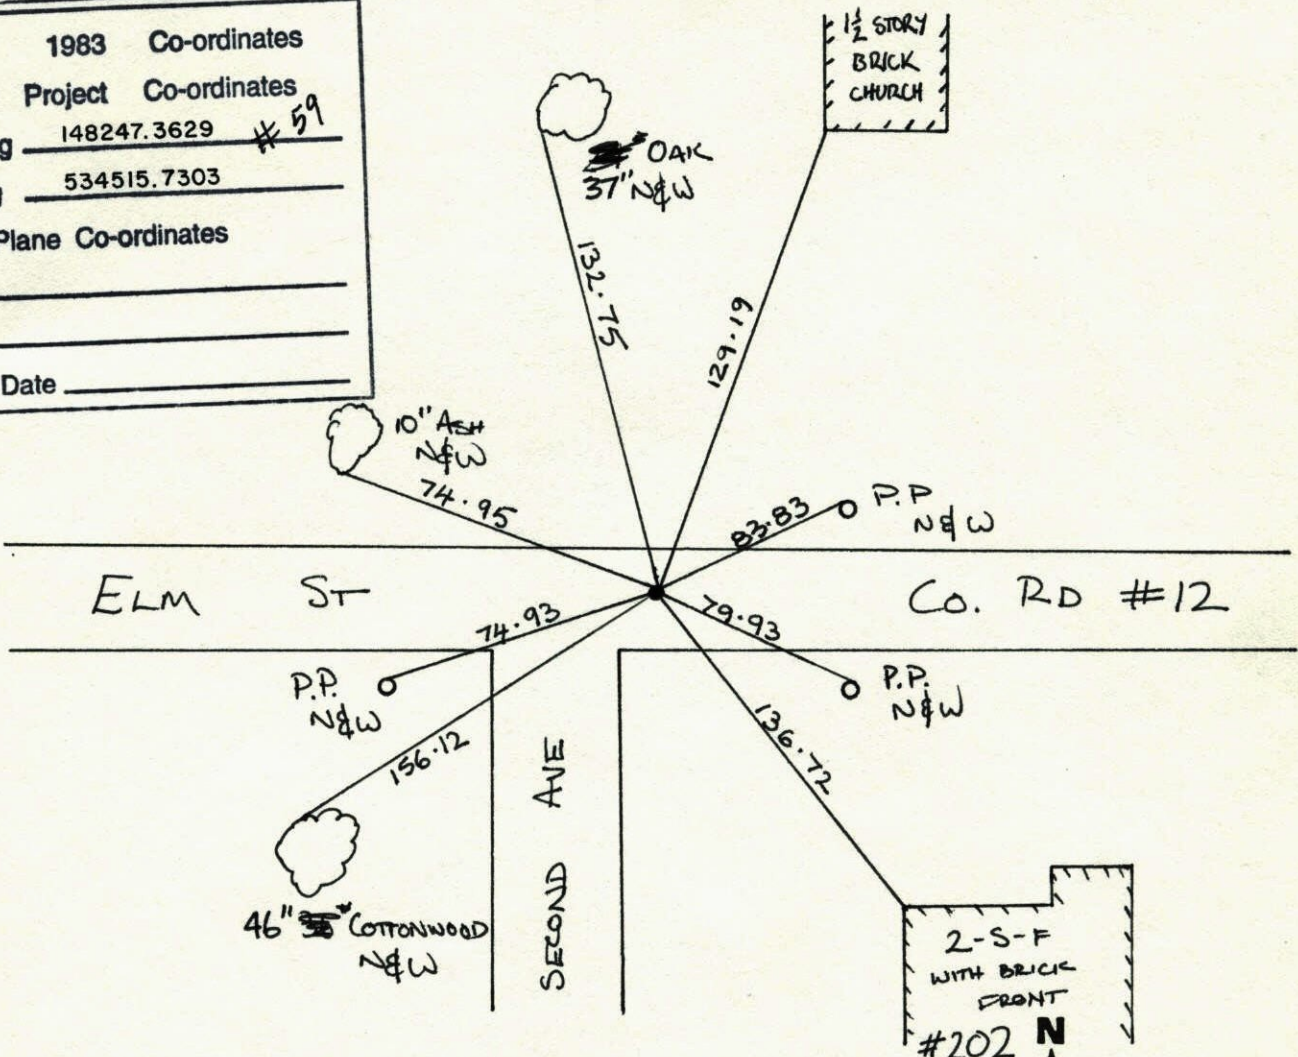 1983 Co-ordinates
Project Co-ordinates
g 148247.3629 # 59
g 534515.7303
Plane Co-ordinates
Date
1½ STORY
BRICK
CHURCH
OAK
37" N&W
132.75
129.19
10" ASH
N&W
74.95
83.83
P.P
N&W
ELM ST
CO. RD #12
74.93
79.93
P.P.
N&W
P.P.
N&W
156.12
136.72
SECOND AVE
46" COTTONWOOD
N&W
2-S-F
WITH BRICK
FRONT
#202
N